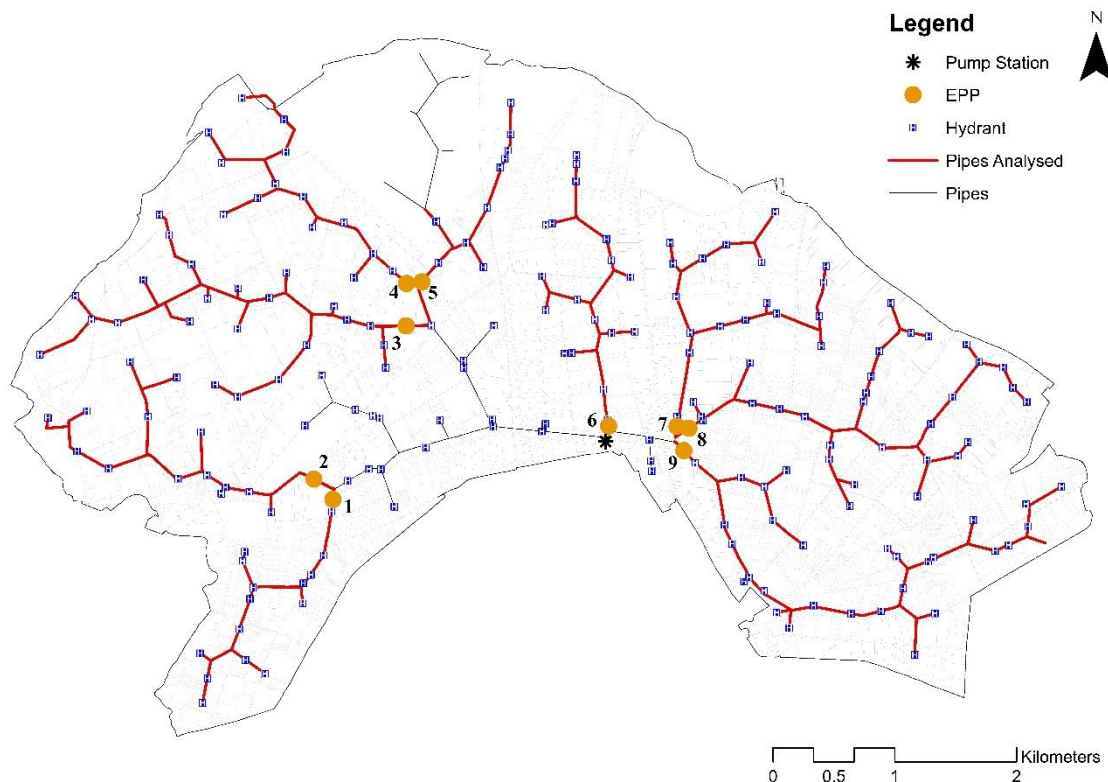 Legend
Pump Station
EPP
H Hydrant
Pipes Analysed
Pipes
N
4 5
3
6
7
8
9
2
1
Kilometers
0 0.5 1 2